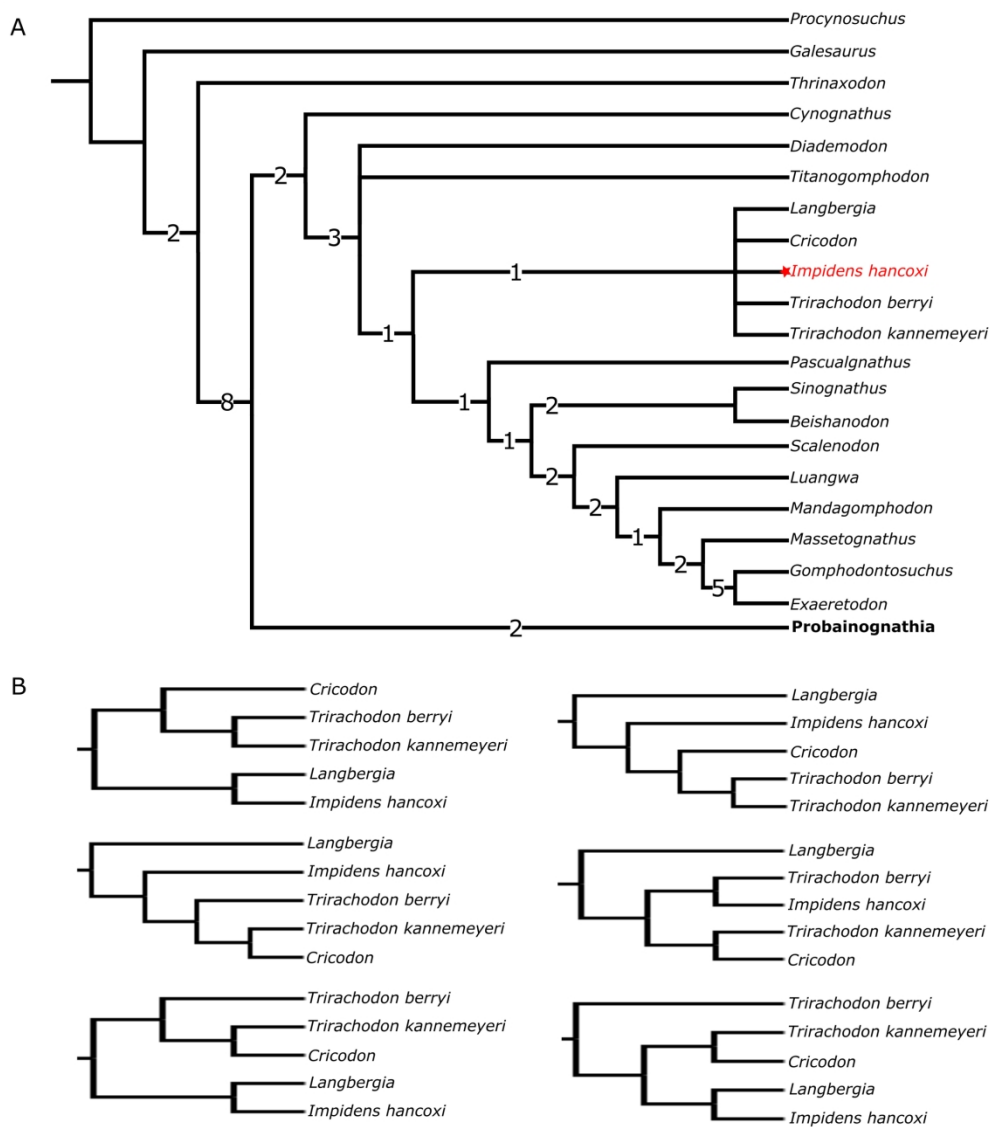 A
Procynosuchus
Galesaurus
Thrinaxodon
Cynognathus
2
Diademodon
Titanogomphodon
Langbergia
2
3
Cricodon
1
Impidens hancoxi
Trirachodon berryi
1
Trirachodon kannemeyeri
Pascualgnathus
8
1
2
Sinognathus
Beishanodon
1
Scalenodon
2
Luangwa
2
Mandagomphodon
1
Massetognathus
2
Gomphodontosuchus
5
Exaeretodon
2
Probainognathia
B
Cricodon
Trirachodon berryi
Trirachodon kannemeyeri
Langbergia
Impidens hancoxi
Langbergia
Impidens hancoxi
Cricodon
Trirachodon berryi
Trirachodon kannemeyeri
Langbergia
Impidens hancoxi
Trirachodon berryi
Trirachodon kannemeyeri
Cricodon
Langbergia
Trirachodon berryi
Impidens hancoxi
Trirachodon kannemeyeri
Cricodon
Trirachodon berryi
Trirachodon kannemeyeri
Cricodon
Langbergia
Impidens hancoxi
Trirachodon berryi
Trirachodon kannemeyeri
Cricodon
Langbergia
Impidens hancoxi